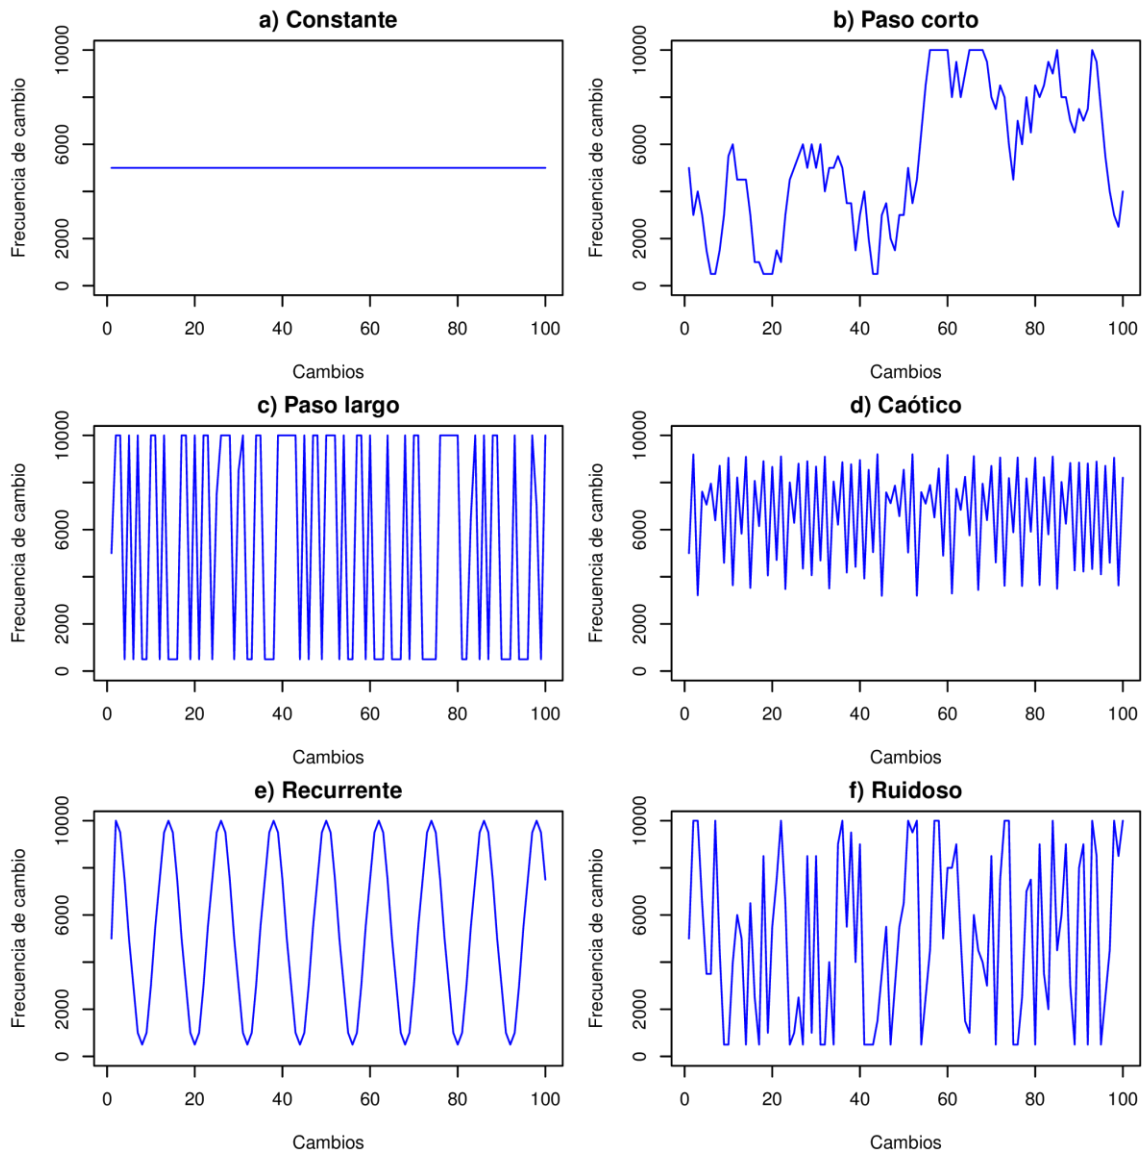 a) Constante
Frecuencia de cambio
0 2000 6000 10000
0 20 40 60 80 100
Cambios
b) Paso corto
Frecuencia de cambio
0 2000 6000 10000
0 20 40 60 80 100
Cambios
c) Paso largo
Frecuencia de cambio
0 2000 6000 10000
0 20 40 60 80 100
Cambios
d) Caótico
Frecuencia de cambio
0 2000 6000 10000
0 20 40 60 80 100
Cambios
e) Recurrente
Frecuencia de cambio
0 2000 6000 10000
0 20 40 60 80 100
Cambios
f) Ruidoso
Frecuencia de cambio
0 2000 6000 10000
0 20 40 60 80 100
Cambios